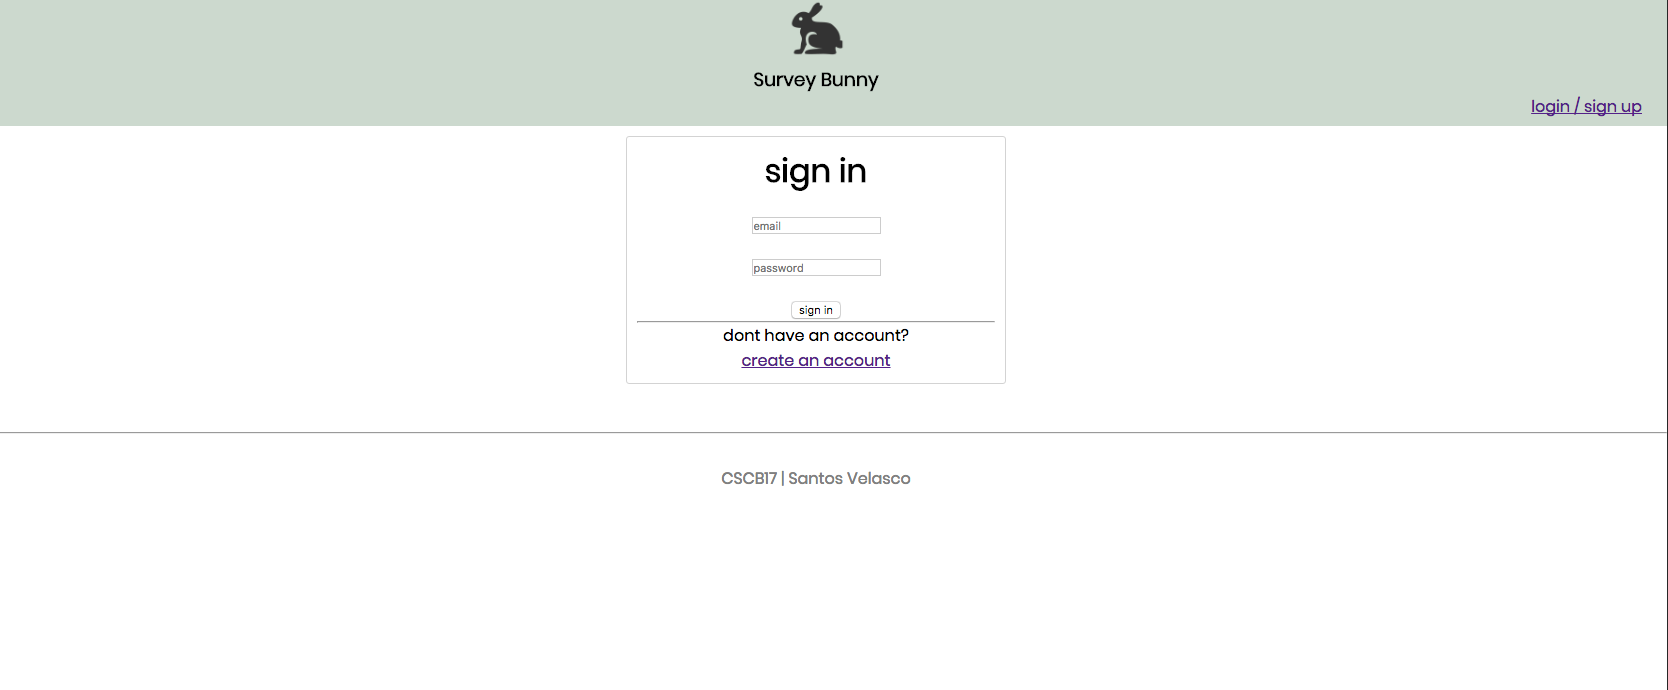 Survey Bunny
login / sign up
sign in
email
password
sign in
dont have an account?
create an account
CSCB17 | Santos Velasco